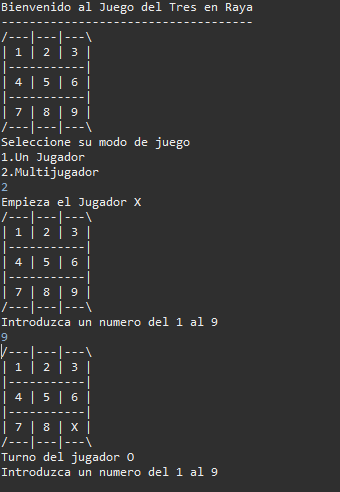 Bienvenido al Juego del Tres en Raya
------------------------------------
/---|---|---\
| 1 | 2 | 3 |
|-----------|
| 4 | 5 | 6 |
|-----------|
| 7 | 8 | 9 |
/---|---|---\
Seleccione su modo de juego
1.Un Jugador
2.Multijugador
2
Empieza el Jugador X
/---|---|---\
| 1 | 2 | 3 |
|-----------|
| 4 | 5 | 6 |
|-----------|
| 7 | 8 | 9 |
/---|---|---\
Introduzca un numero del 1 al 9
9
/---|---|---\
| 1 | 2 | 3 |
|-----------|
| 4 | 5 | 6 |
|-----------|
| 7 | 8 | X |
/---|---|---\
Turno del jugador O
Introduzca un numero del 1 al 9